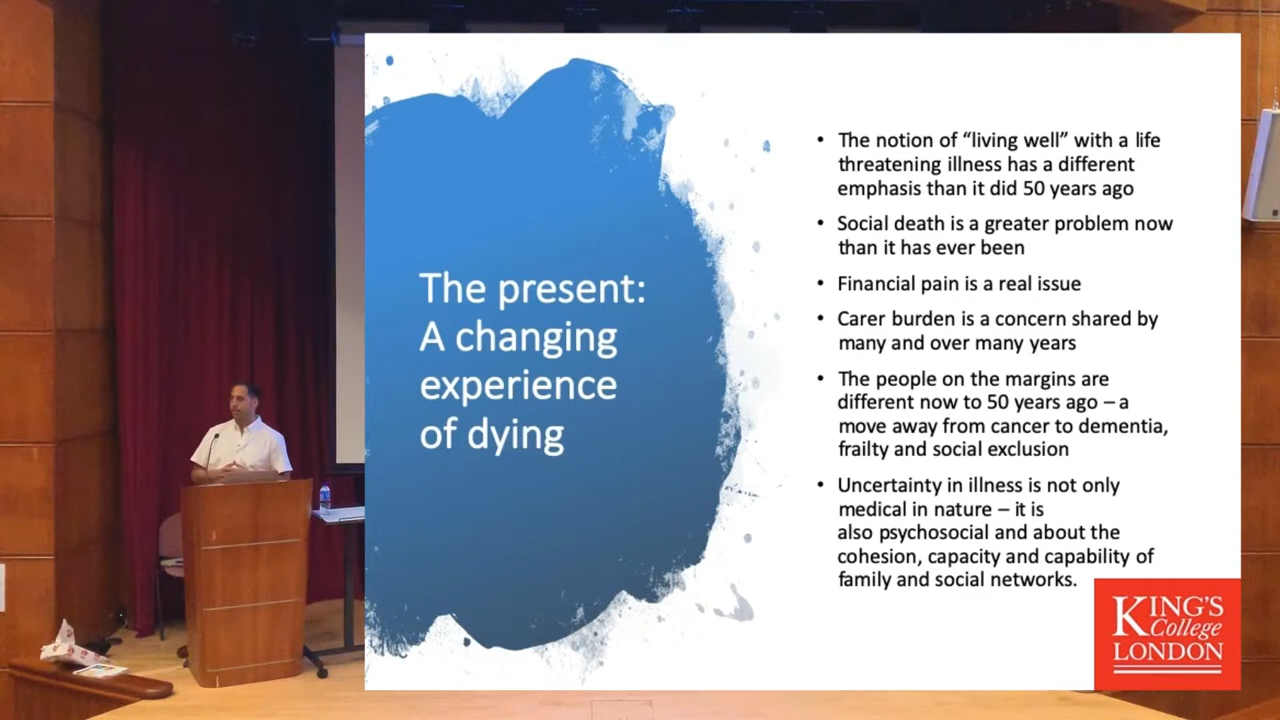 The present:
A changing
experience
of dying
• The notion of “living well” with a life
threatening illness has a different
emphasis than it did 50 years ago
• Social death is a greater problem now
than it has ever been
• Financial pain is a real issue
• Carer burden is a concern shared by
many and over many years
• The people on the margins are
different now to 50 years ago – a
move away from cancer to dementia,
frailty and social exclusion
• Uncertainty in illness is not only
medical in nature – it is
also psychosocial and about the
cohesion, capacity and capability of
family and social networks.
KING'S
College
LONDON